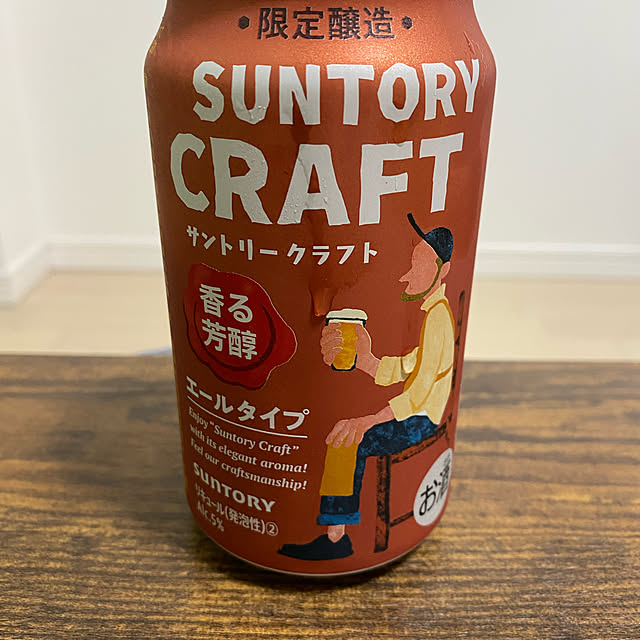 ・限定醸造・
SUNTORY
CRAFT
サントリークラフト
香る
芳醇
エールタイプ
Enjoy "Suntory Craft"
with its elegant aroma!
Feel our craftsmanship!
SUNTORY
リキュール(発泡性)②
Alc.5%
お酒